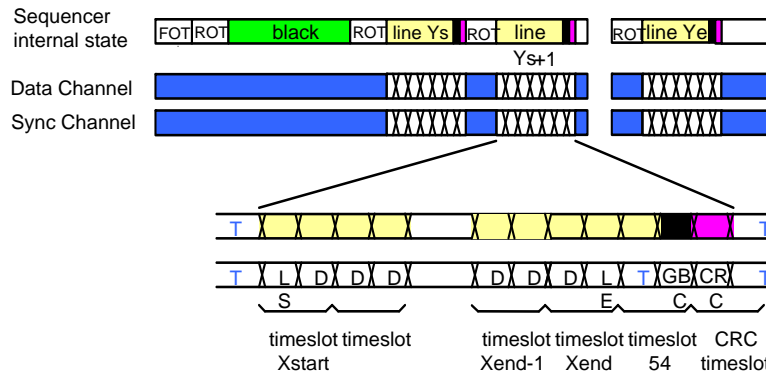 Sequencer
internal state
FOT ROT black ROT line Ys ROT line ROT line Ye
Ys+1
Data Channel
Sync Channel
T T
T L D D D D D D L T GB CR T
S E C C
timeslot timeslot timeslot timeslot timeslot CRC
Xstart Xend-1 Xend 54 timeslot